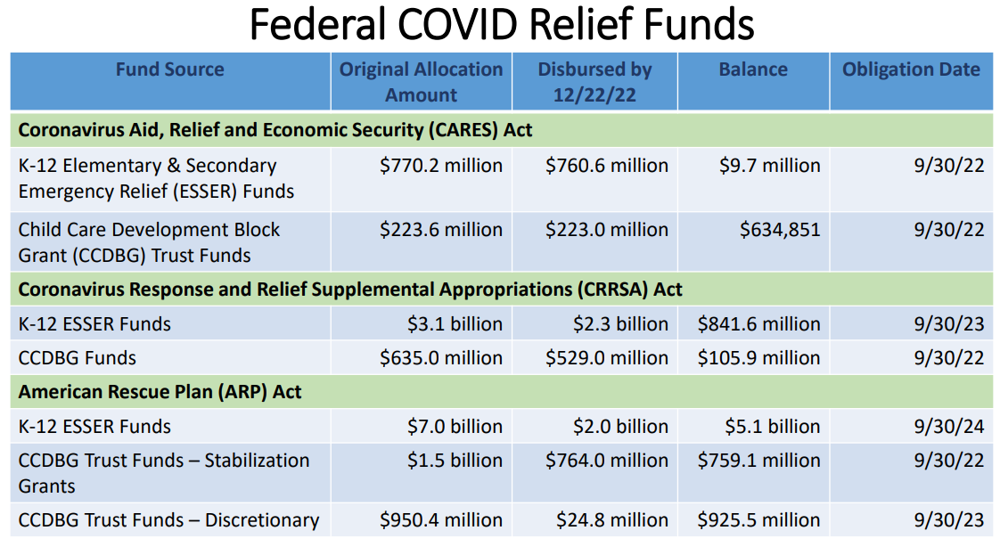 Federal COVID Relief Funds
Fund Source Original Allocation Amount Disbursed by 12/22/22 Balance Obligation Date
Coronavirus Aid, Relief and Economic Security (CARES) Act
K-12 Elementary & Secondary Emergency Relief (ESSER) Funds $770.2 million $760.6 million $9.7 million 9/30/22
Child Care Development Block Grant (CCDBG) Trust Funds $223.6 million $223.0 million $634,851 9/30/22
Coronavirus Response and Relief Supplemental Appropriations (CRRSA) Act
K-12 ESSER Funds $3.1 billion $2.3 billion $841.6 million 9/30/23
CCDBG Funds $635.0 million $529.0 million $105.9 million 9/30/22
American Rescue Plan (ARP) Act
K-12 ESSER Funds $7.0 billion $2.0 billion $5.1 billion 9/30/24
CCDBG Trust Funds – Stabilization Grants $1.5 billion $764.0 million $759.1 million 9/30/22
CCDBG Trust Funds – Discretionary $950.4 million $24.8 million $925.5 million 9/30/23